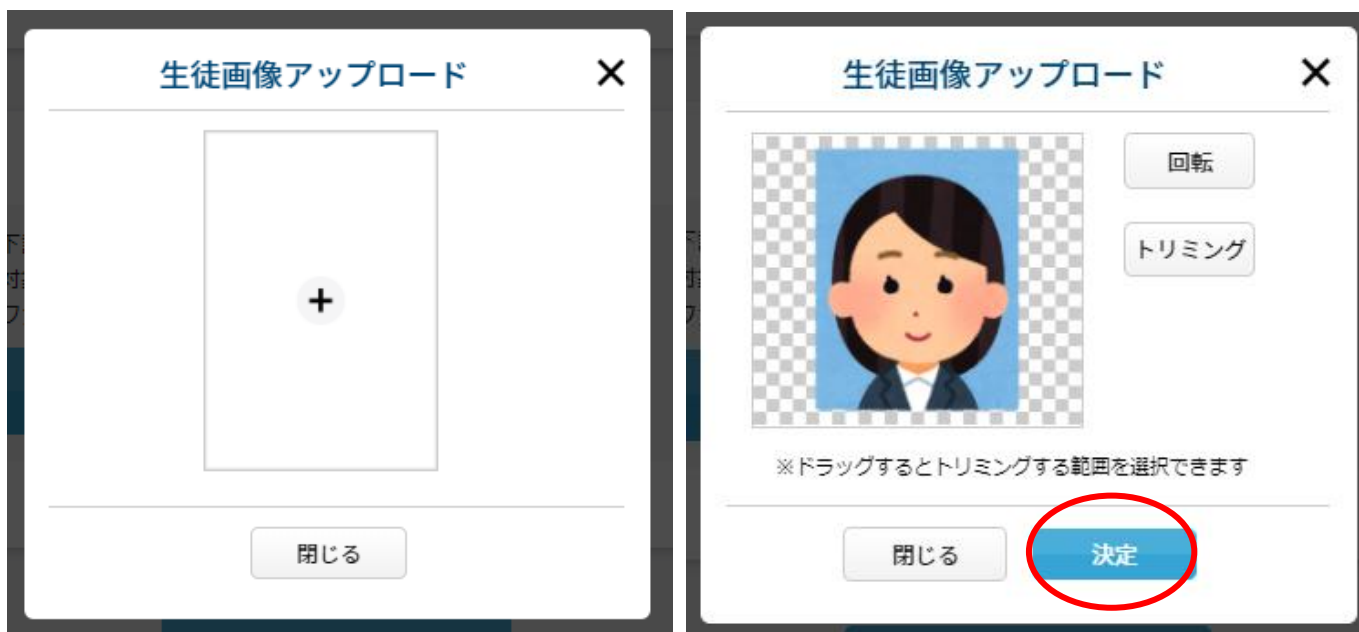 生徒画像アップロード
閉じる
生徒画像アップロード
回転
トリミング
※ドラッグするとトリミングする範囲を選択できます
閉じる
決定